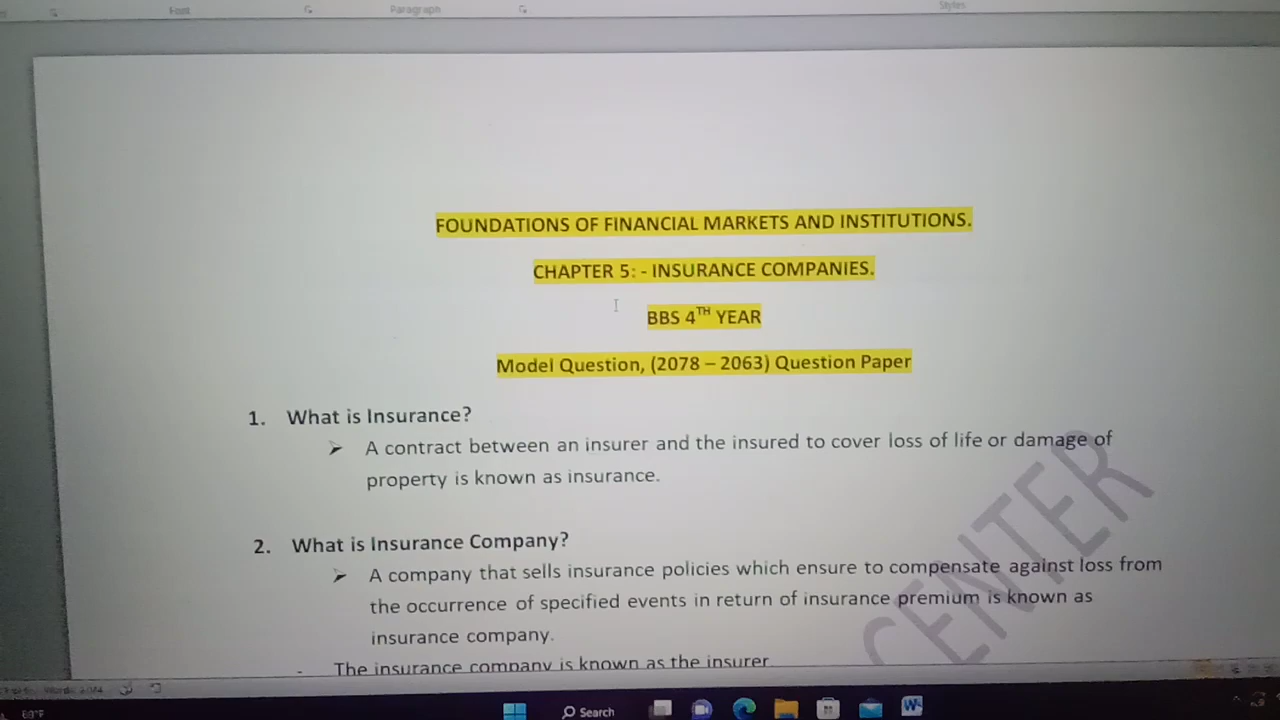 Font
Paragraph
Styles
FOUNDATIONS OF FINANCIAL MARKETS AND INSTITUTIONS.
CHAPTER 5: - INSURANCE COMPANIES.
BBS 4TH YEAR
Model Question, (2078 – 2063) Question Paper
1. What is Insurance?
➢ A contract between an insurer and the insured to cover loss of life or damage of
property is known as insurance.
2. What is Insurance Company?
➢ A company that sells insurance policies which ensure to compensate against loss from
the occurrence of specified events in return of insurance premium is known as
insurance company.
- The insurance company is known as the insurer
CENTER
Search